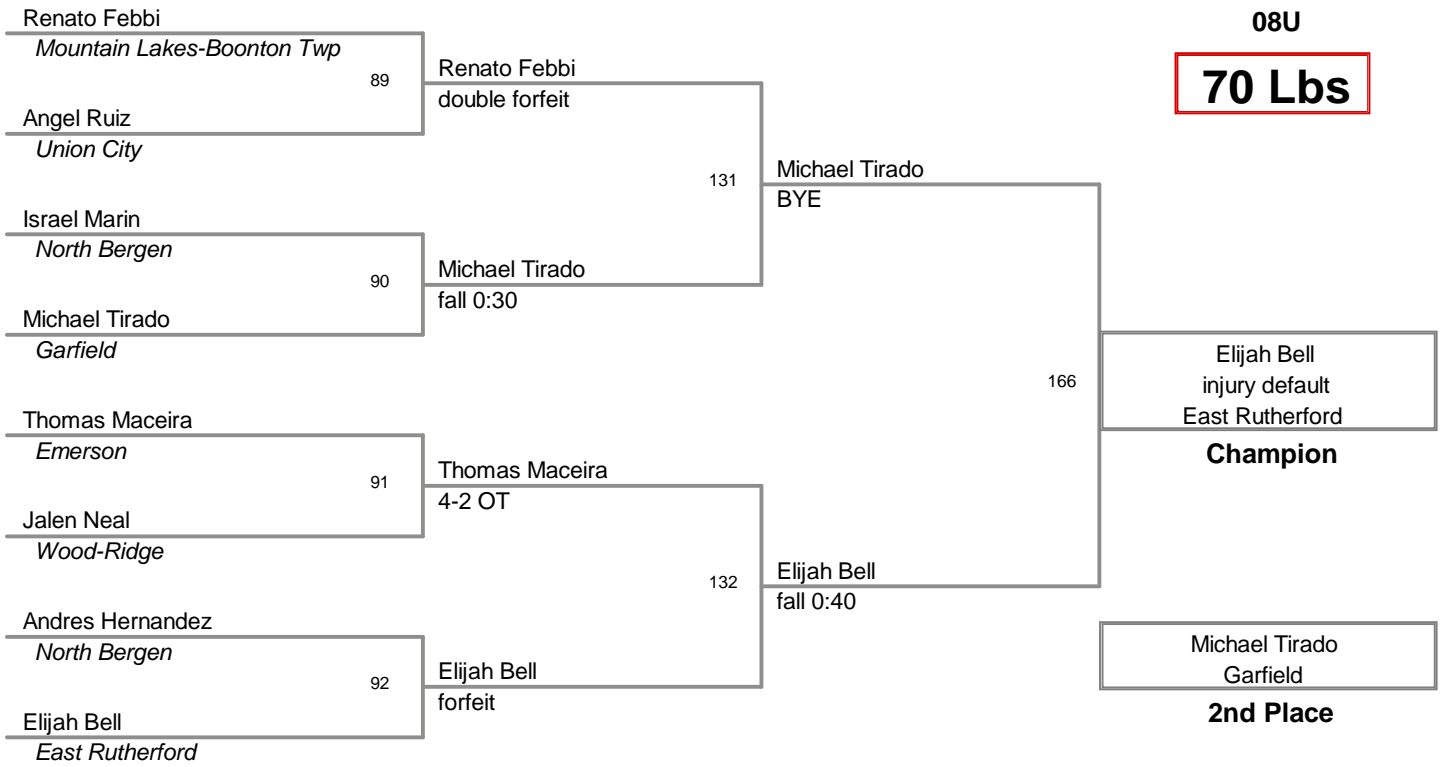 Renato Febbi
Mountain Lakes-Boonton Twp
89
Angel Ruiz
Union City
Israel Marin
North Bergen
90
Michael Tirado
Garfield
Thomas Maceira
Emerson
91
Jalen Neal
Wood-Ridge
Andres Hernandez
North Bergen
92
Elijah Bell
East Rutherford
Renato Febbi
double forfeit
131
Michael Tirado
fall 0:30
Thomas Maceira
4-2 OT
132
Elijah Bell
forfeit
Michael Tirado
BYE
166
Elijah Bell
fall 0:40
08U
70 Lbs
Elijah Bell
injury default
East Rutherford
Champion
Michael Tirado
Garfield
2nd Place